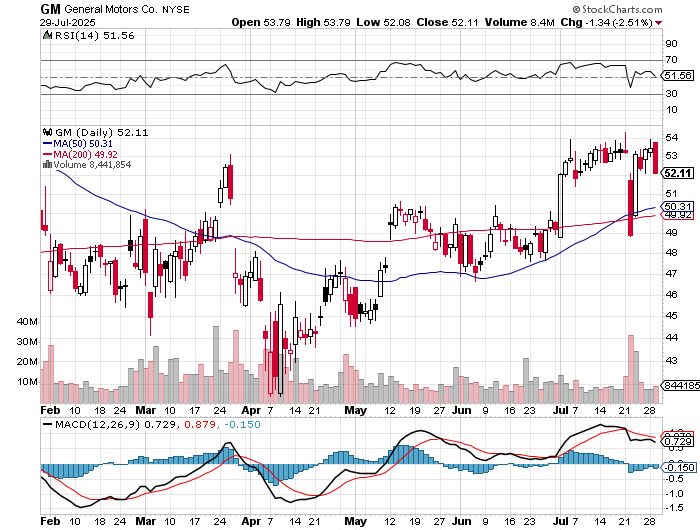 GM General Motors Co. NYSE © StockCharts.com
29-Jul-2025 Open 53.79 High 53.79 Low 52.08 Close 52.11 Volume 8.4M Chg -1.34 (-2.51%)
RSI(14) 51.56
90
70
51.56
30
10
GM (Daily) 52.11
MA(50) 50.31
MA(200) 49.92
Volume 8,441,854
54
53
52.11
51
50.31
49.92
49
48
47
46
45
44
43
42
40M
30M
20M
10M
8441854
Feb 10 18 24 Mar 10 17 24 Apr 7 14 21 May 12 19 27 Jun 9 16 23 Jul 7 14 21 28
MACD(12,26,9) 0.729, 0.879, -0.150
0.879
0.729
0.5
-0.150
-0.5
-1.0
-1.5
Feb 10 18 24 Mar 10 17 24 Apr 7 14 21 May 12 19 27 Jun 9 16 23 Jul 7 14 21 28